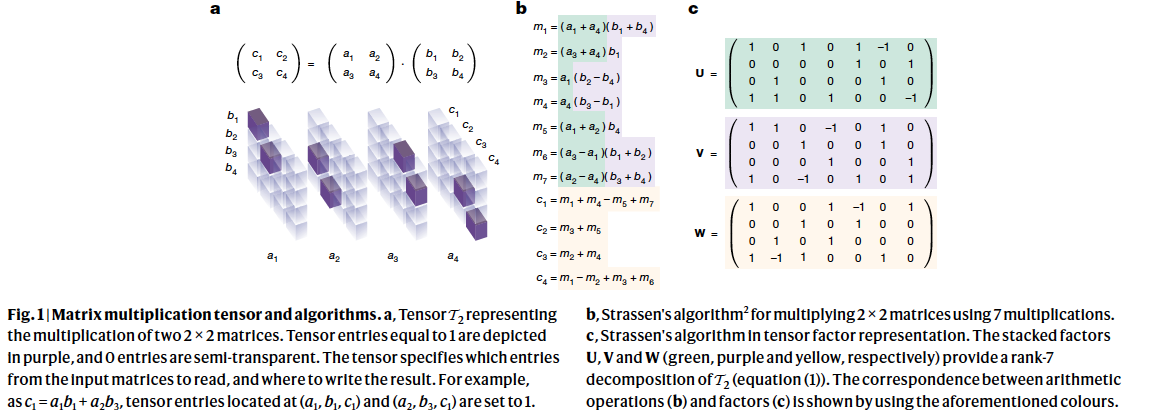 a
( c1 c2 ) = ( a1 a2 ) · ( b1 b2 )
( c3 c4 )   ( a3 a4 )   ( b3 b4 )
b1
b2
b3
b4
c1
c2
c3
c4
a1 a2 a3 a4
b
m1 = (a1 + a4)(b1 + b4)
m2 = (a3 + a4) b1
m3 = a1 (b2 − b4)
m4 = a4 (b3 − b1)
m5 = (a1 + a2) b4
m6 = (a3 − a1)(b1 + b2)
m7 = (a2 − a4)(b3 + b4)
c1 = m1 + m4 − m5 + m7
c2 = m3 + m5
c3 = m2 + m4
c4 = m1 − m2 + m3 + m6
c
U =
1 0 1 0 1 −1 0
0 0 0 0 1 0 1
0 1 0 0 0 1 0
1 1 0 1 0 0 −1
V =
1 1 0 −1 0 1 0
0 0 1 0 0 1 0
0 0 0 1 0 0 1
1 0 −1 0 1 0 1
W =
1 0 0 1 −1 0 1
0 0 1 0 1 0 0
0 1 0 1 0 0 0
1 −1 1 0 0 1 0
Fig. 1 | Matrix multiplication tensor and algorithms. a, Tensor 𝒯2 representing
the multiplication of two 2 × 2 matrices. Tensor entries equal to 1 are depicted
in purple, and 0 entries are semi-transparent. The tensor specifies which entries
from the input matrices to read, and where to write the result. For example,
as c1 = a1b1 + a2b3, tensor entries located at (a1, b1, c1) and (a2, b3, c1) are set to 1.
b, Strassen's algorithm2 for multiplying 2 × 2 matrices using 7 multiplications.
c, Strassen's algorithm in tensor factor representation. The stacked factors
U, V and W (green, purple and yellow, respectively) provide a rank-7
decomposition of 𝒯2 (equation (1)). The correspondence between arithmetic
operations (b) and factors (c) is shown by using the aforementioned colours.